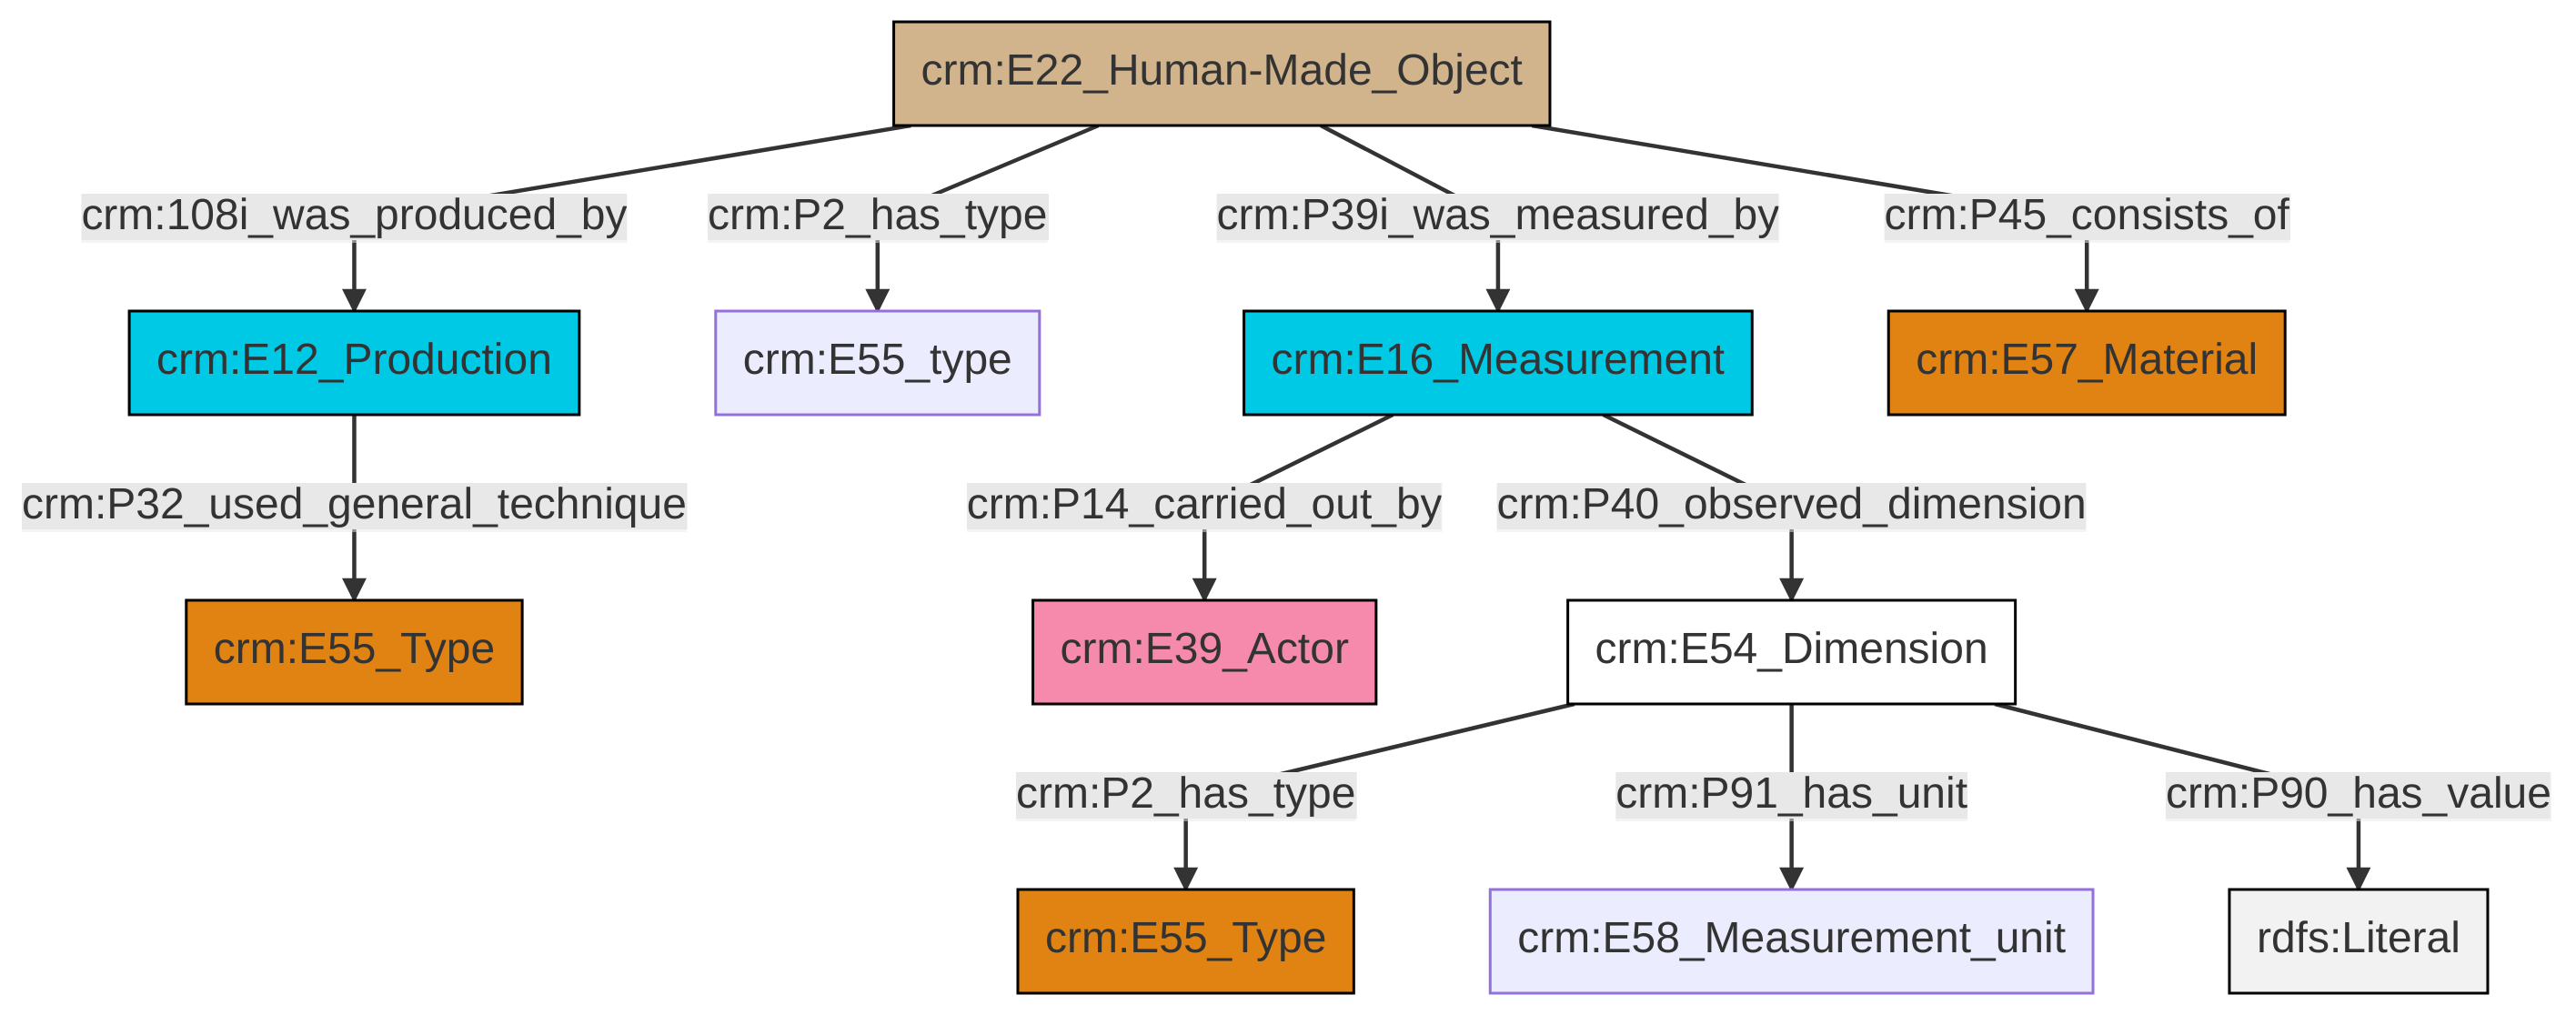 crm:E22_Human-Made_Object
crm:108i_was_produced_by
crm:P2_has_type
crm:P39i_was_measured_by
crm:P45_consists_of
crm:E12_Production
crm:E55_type
crm:E16_Measurement
crm:E57_Material
crm:P32_used_general_technique
crm:P14_carried_out_by
crm:P40_observed_dimension
crm:E55_Type
crm:E39_Actor
crm:E54_Dimension
crm:P2_has_type
crm:P91_has_unit
crm:P90_has_value
crm:E55_Type
crm:E58_Measurement_unit
rdfs:Literal